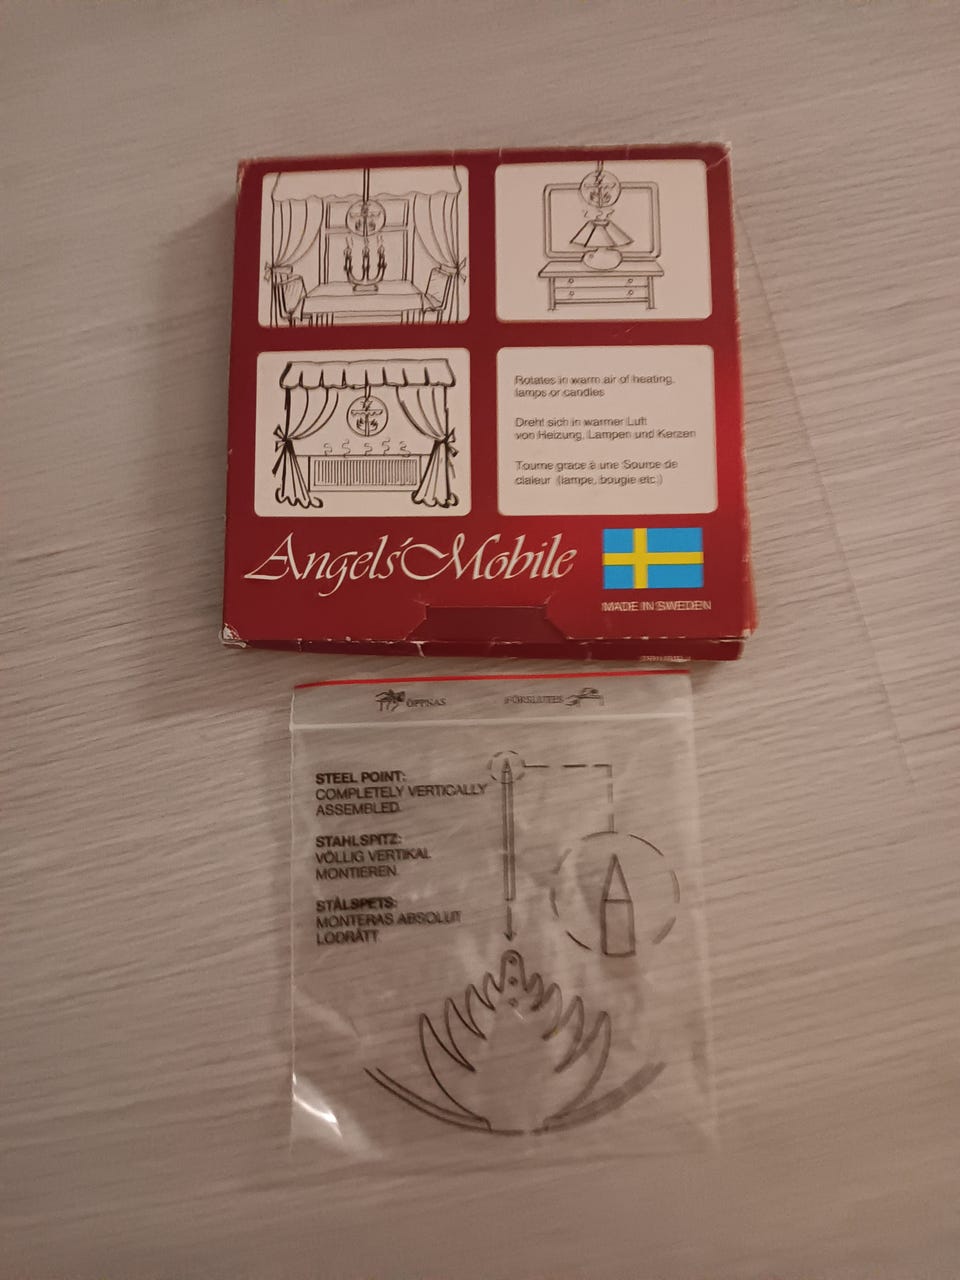 Rotates in warm air of heating,
lamps or candles
Dreht sich in warmer Luft
von Heizung, Lampen und Kerzen
Tourne grace à une Source de
claleur (lampe, bougie etc.)
Angels' Mobile
MADE IN SWEDEN
ÖPPNAS
FÖRSLUTES
STEEL POINT:
COMPLETELY VERTICALLY
ASSEMBLED.
STAHLSPITZ:
VÖLLIG VERTIKAL
MONTIEREN.
STÅLSPETS:
MONTERAS ABSOLUT
LODRÄTT.